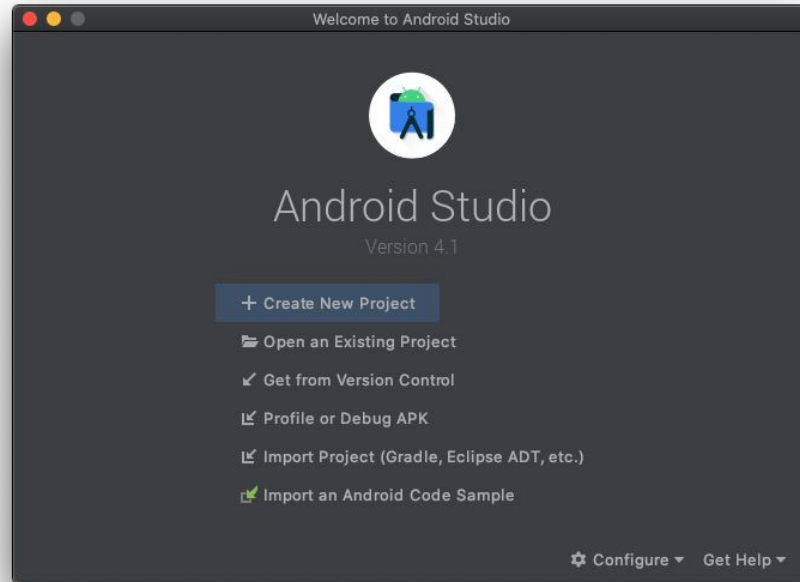 Welcome to Android Studio
Android Studio
Version 4.1
Create New Project
Open an Existing Project
Get from Version Control
Profile or Debug APK
Import Project (Gradle, Eclipse ADT, etc.)
Import an Android Code Sample
Configure Get Help